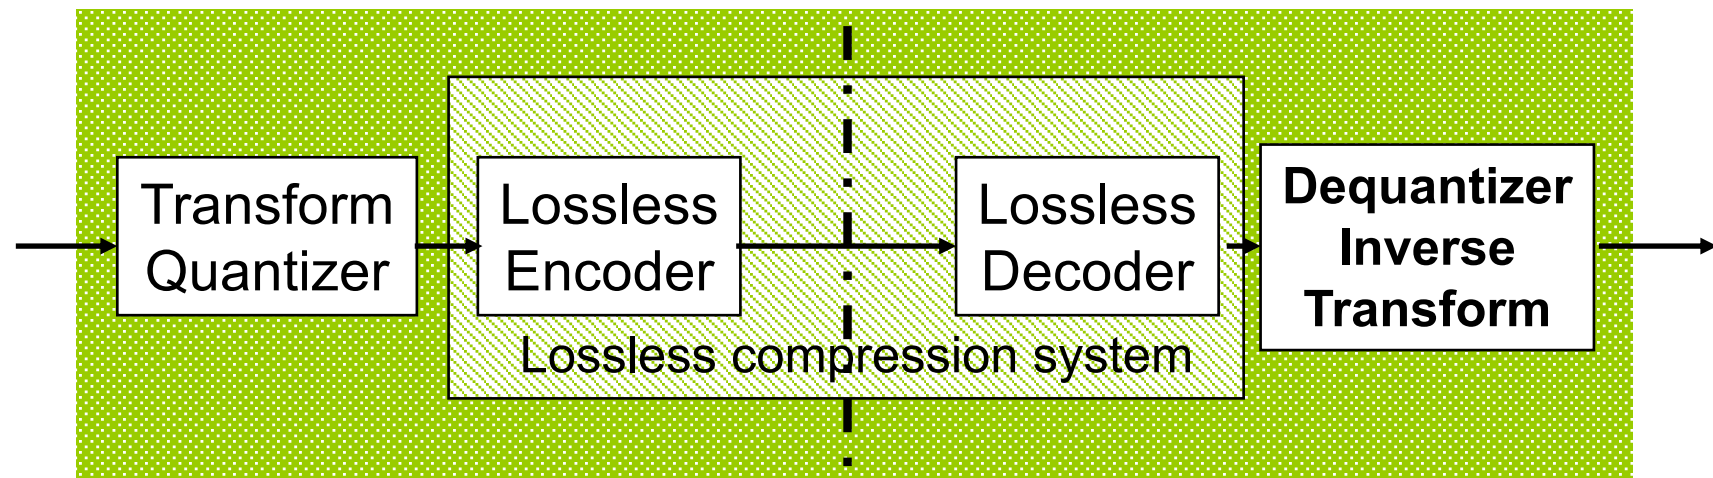 Transform
Quantizer
Lossless
Encoder
Lossless
Decoder
Dequantizer
Inverse
Transform
Lossless compression system